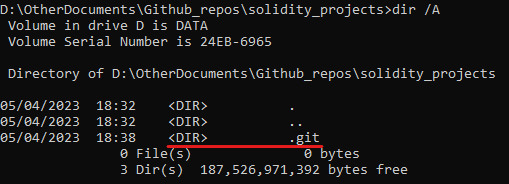 D:\OtherDocuments\Github_repos\solidity_projects>dir /A
 Volume in drive D is DATA
 Volume Serial Number is 24EB-6965

 Directory of D:\OtherDocuments\Github_repos\solidity_projects

05/04/2023  18:32    <DIR>          .
05/04/2023  18:32    <DIR>          ..
05/04/2023  18:38    <DIR>          .git
               0 File(s)              0 bytes
               3 Dir(s)  187,526,971,392 bytes free